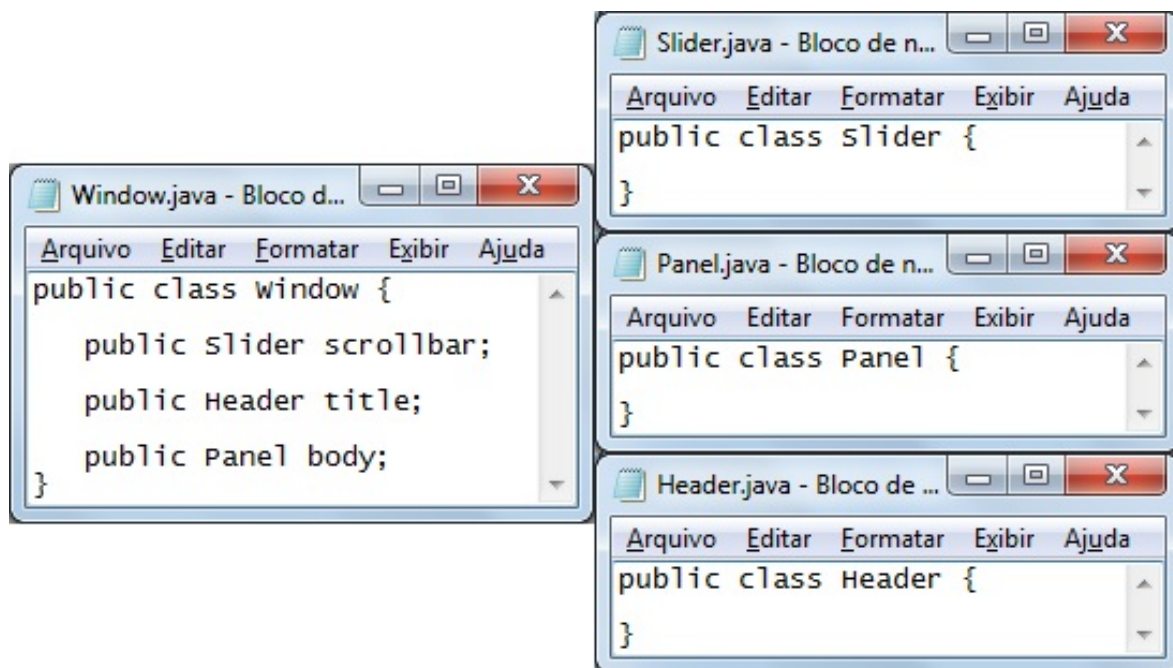 Window.java - Bloco d...
Arquivo Editar Formatar Exibir Ajuda
public class Window {
public Slider scrollbar;
public Header title;
public Panel body;
}
Slider.java - Bloco de n...
Arquivo Editar Formatar Exibir Ajuda
public class Slider {
}
Panel.java - Bloco de n...
Arquivo Editar Formatar Exibir Ajuda
public class Panel {
}
Header.java - Bloco de ...
Arquivo Editar Formatar Exibir Ajuda
public class Header {
}